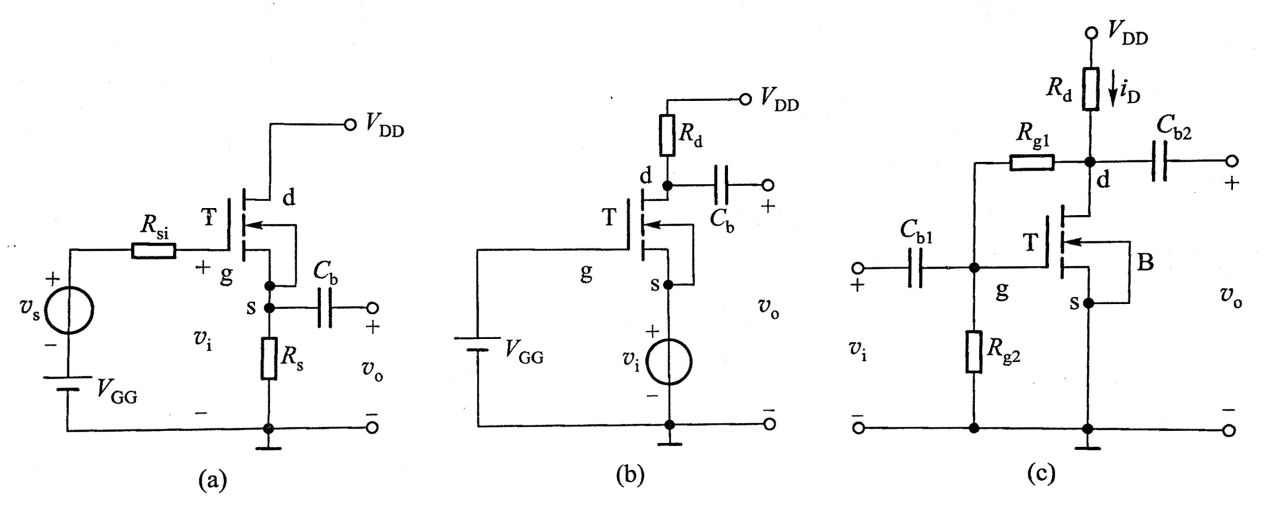 V_DD
T
d
R_si
+
g
s
C_b
+
+
v_s
−
v_i
R_s
v_o
V_GG
−
−
(a)
V_DD
R_d
d
C_b
+
T
g
s
+
v_i
−
v_o
V_GG
−
(b)
V_DD
R_d
i_D
R_g1
C_b2
d
+
C_b1
T
B
+
g
s
v_i
R_g2
v_o
−
−
(c)